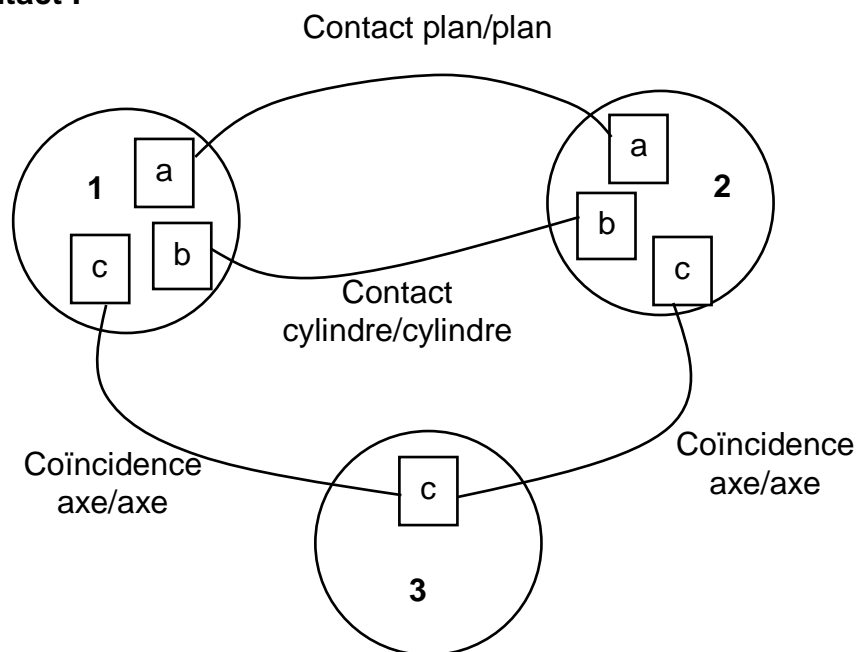 Contact plan/plan
a
a
1
2
b
b
c
c
Contact
cylindre/cylindre
Coïncidence
axe/axe
Coïncidence
axe/axe
c
3